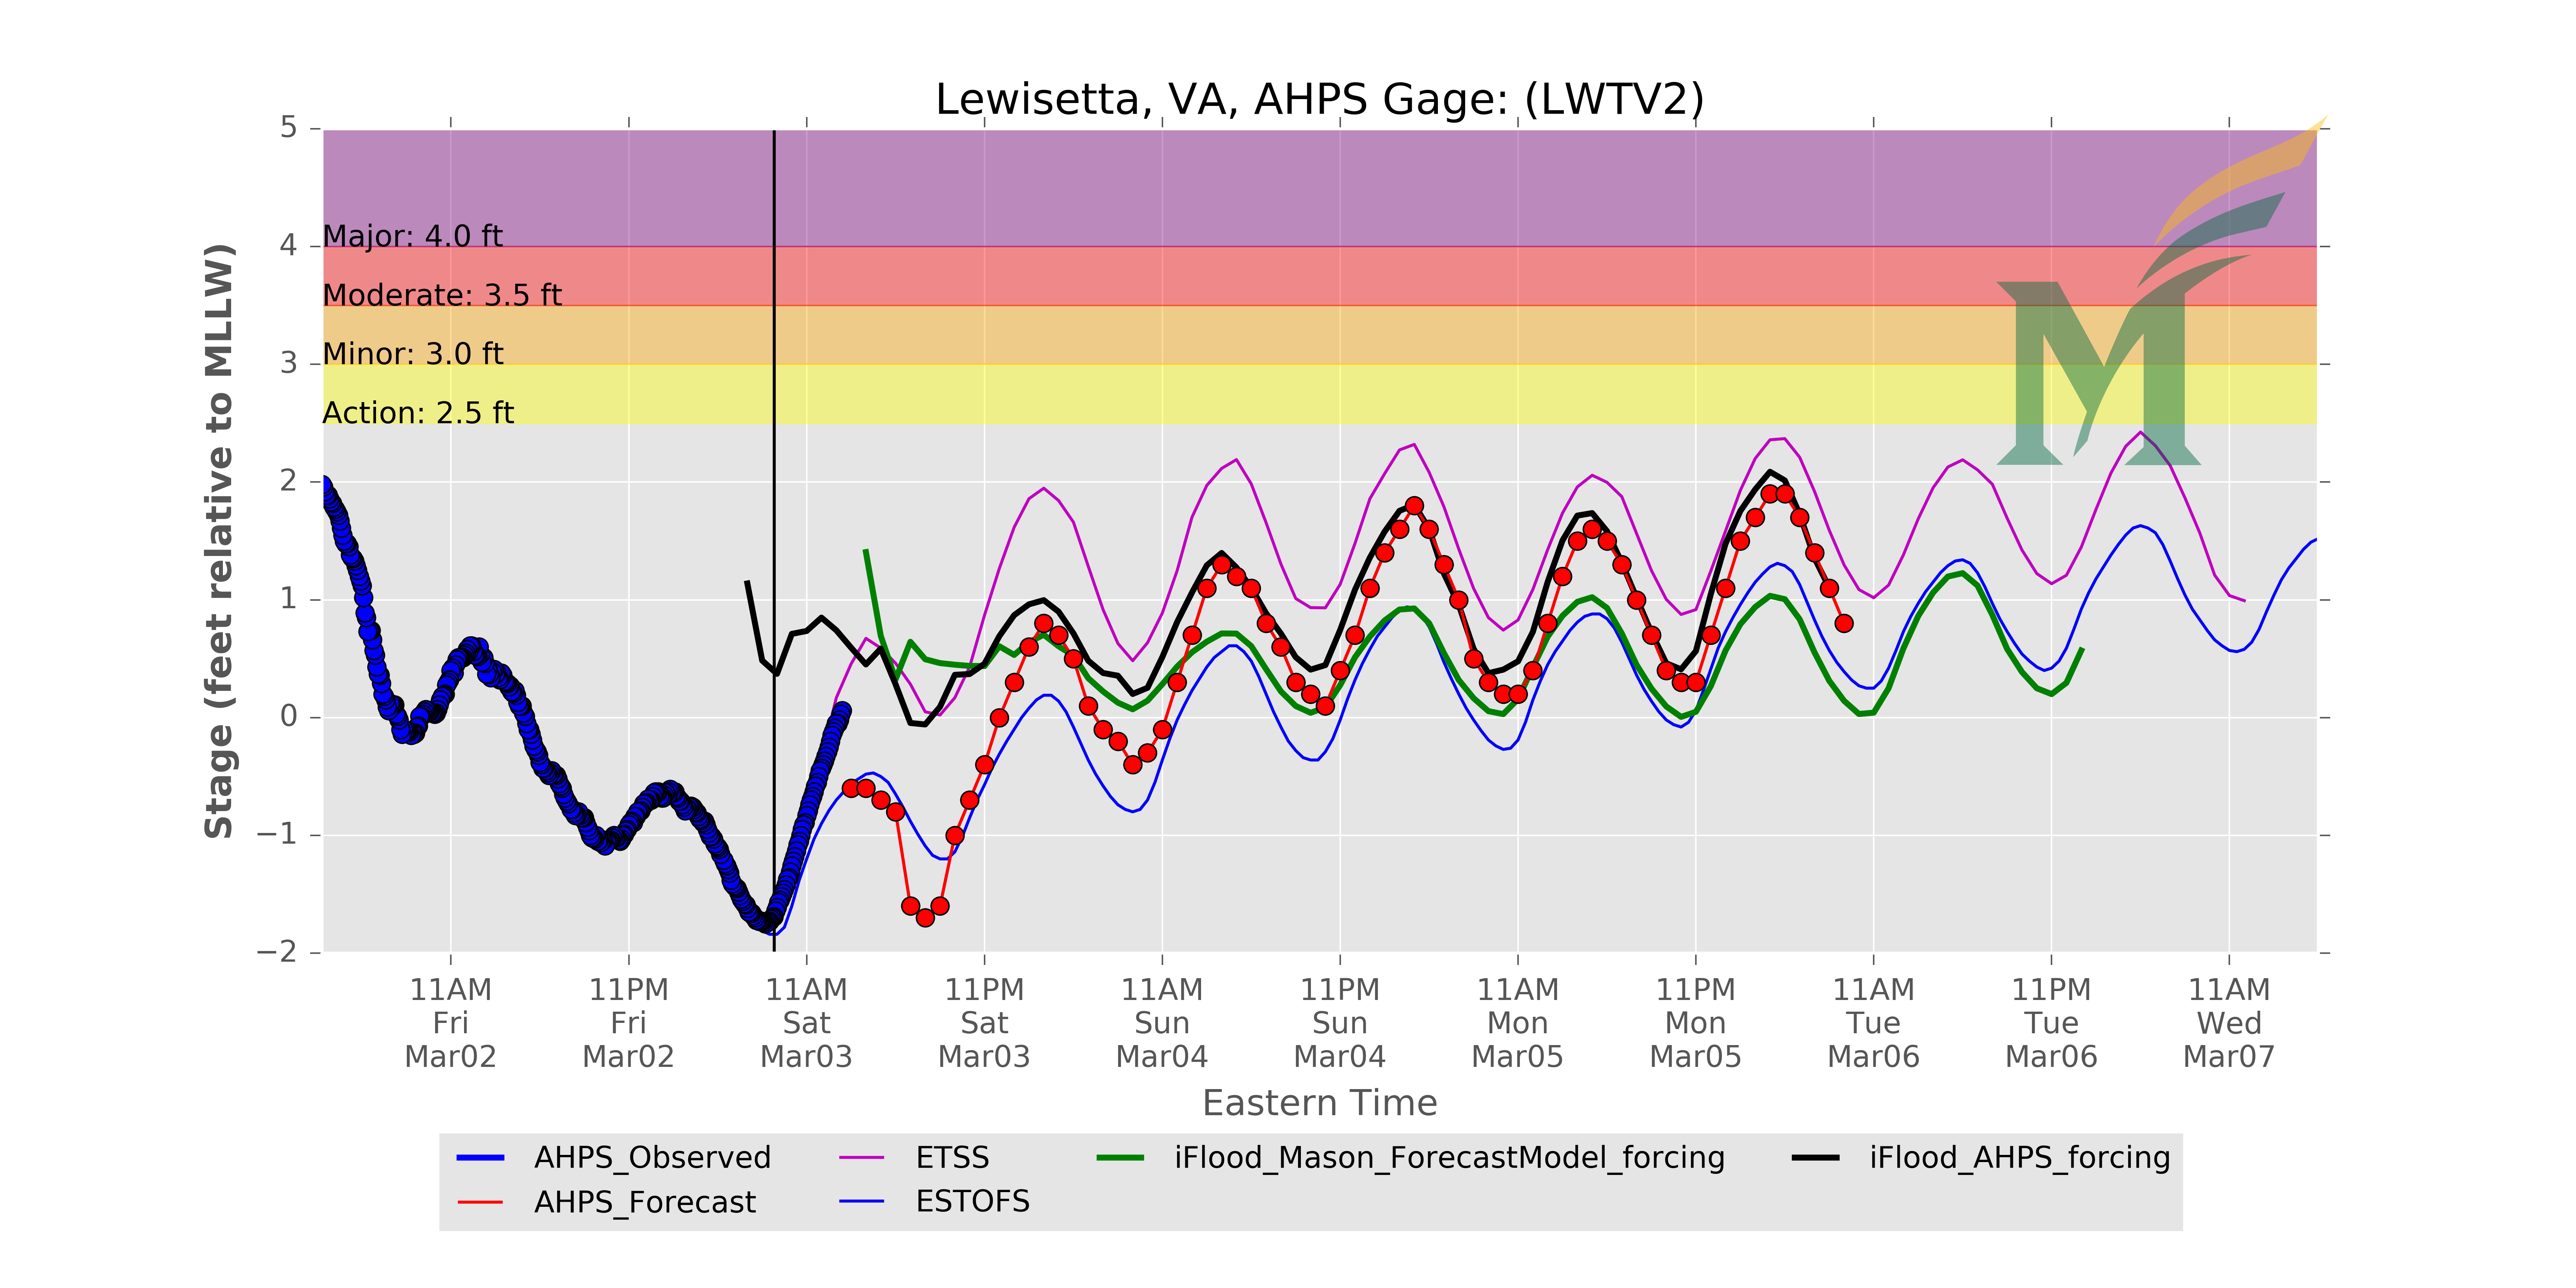 Lewisetta, VA, AHPS Gage: (LWTV2)
5
4
3
2
1
0
−1
−2
Stage (feet relative to MLLW)
Major: 4.0 ft
Moderate: 3.5 ft
Minor: 3.0 ft
Action: 2.5 ft
M
11AM 11PM 11AM 11PM 11AM 11PM 11AM 11PM 11AM 11PM 11AM
Fri Fri Sat Sat Sun Sun Mon Mon Tue Tue Wed
Mar02 Mar02 Mar03 Mar03 Mar04 Mar04 Mar05 Mar05 Mar06 Mar06 Mar07
Eastern Time
AHPS_Observed ETSS iFlood_Mason_ForecastModel_forcing iFlood_AHPS_forcing
AHPS_Forecast ESTOFS